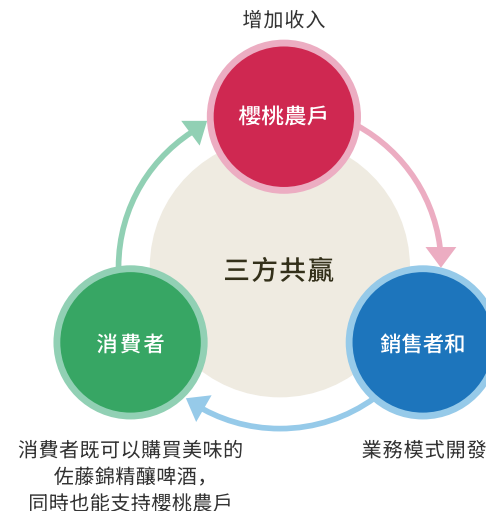 增加收入
櫻桃農戶
三方共贏
消費者
銷售者和
消費者既可以購買美味的
佐藤錦精釀啤酒，
同時也能支持櫻桃農戶
業務模式開發